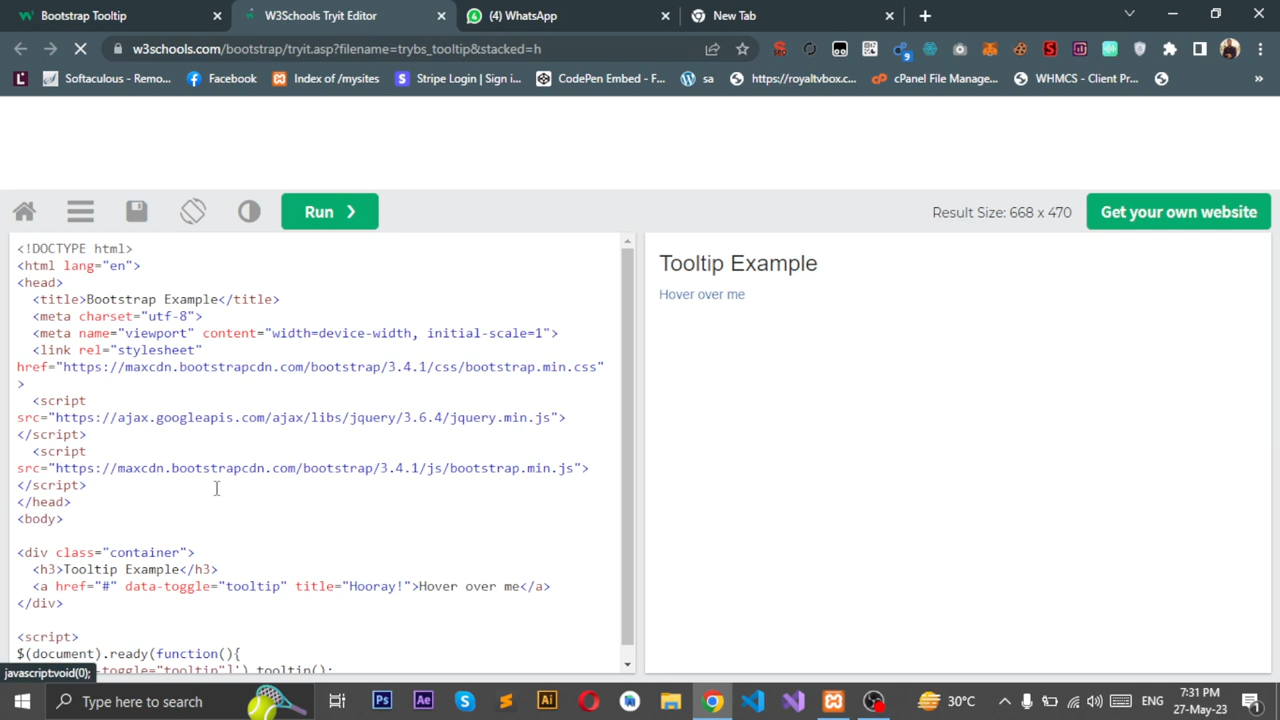 Bootstrap Tooltip
W3Schools Tryit Editor
(4) WhatsApp
New Tab
w3schools.com/bootstrap/tryit.asp?filename=trybs_tooltip&stacked=h
9
Softaculous - Remo...
Facebook
Index of /mysites
Stripe Login | Sign i...
CodePen Embed - F...
sa
https://royaltvbox.c...
cPanel File Manage...
WHMCS - Client P...
»
Run ❯
Result Size: 668 x 470
Get your own website
<!DOCTYPE html>
<html lang="en">
<head>
<title>Bootstrap Example</title>
<meta charset="utf-8">
<meta name="viewport" content="width=device-width, initial-scale=1">
<link rel="stylesheet"
href="https://maxcdn.bootstrapcdn.com/bootstrap/3.4.1/css/bootstrap.min.css"
>
<script
src="https://ajax.googleapis.com/ajax/libs/jquery/3.6.4/jquery.min.js">
</script>
<script
src="https://maxcdn.bootstrapcdn.com/bootstrap/3.4.1/js/bootstrap.min.js">
</script>
</head>
<body>
<div class="container">
<h3>Tooltip Example</h3>
<a href="#" data-toggle="tooltip" title="Hooray!">Hover over me</a>
</div>
<script>
$(document).ready(function(){
-toggle="tooltip"]').tooltip();
Tooltip Example
Hover over me
javascript:void(0);
Type here to search
Ps
Ae
Ai
30°C
ENG
7:31 PM
27-May-23
1